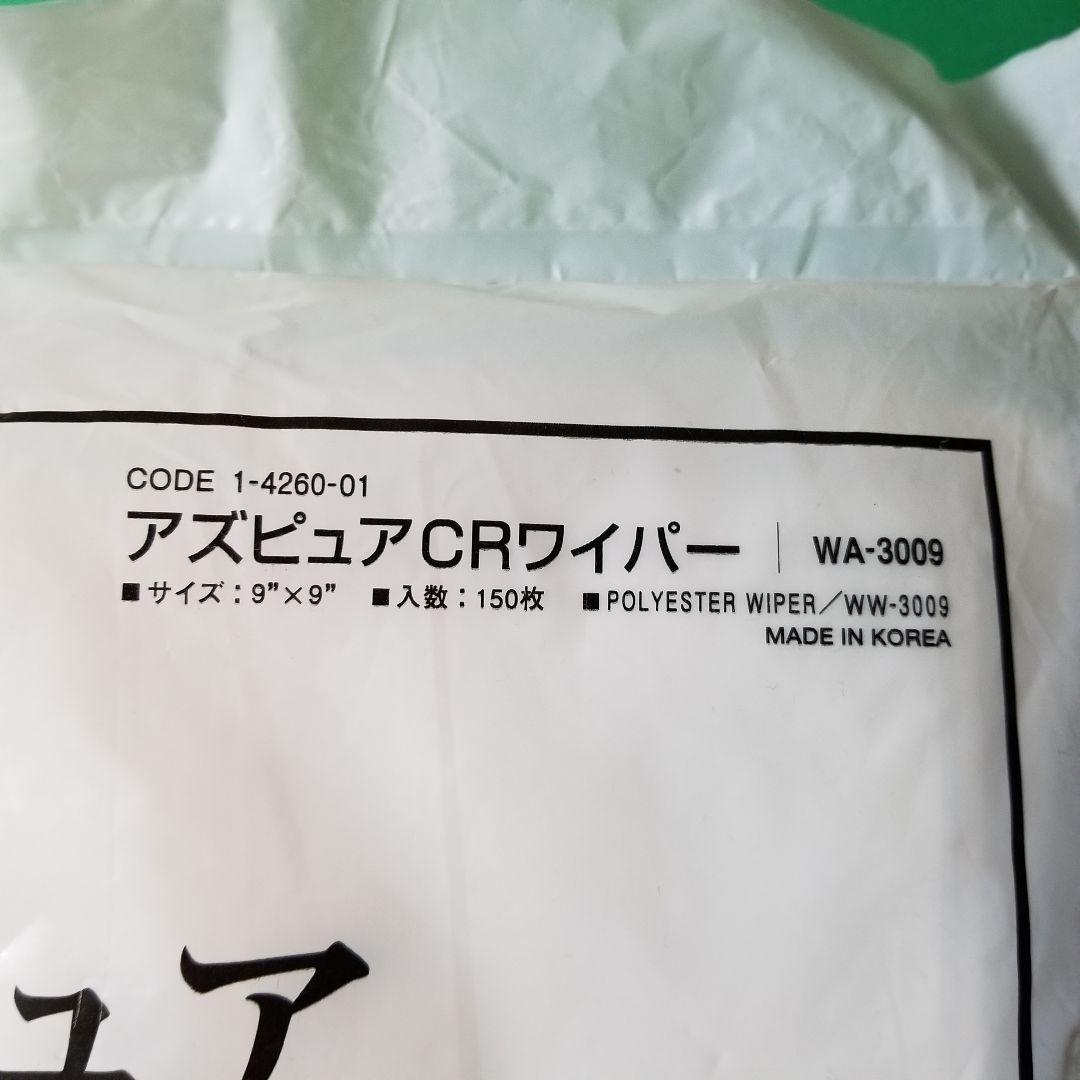 CODE 1-4260-01
アズピュアCRワイパー | WA-3009
■サイズ：9”×9” ■入数：150枚 ■POLYESTER WIPER／WW-3009
MADE IN KOREA
ュア